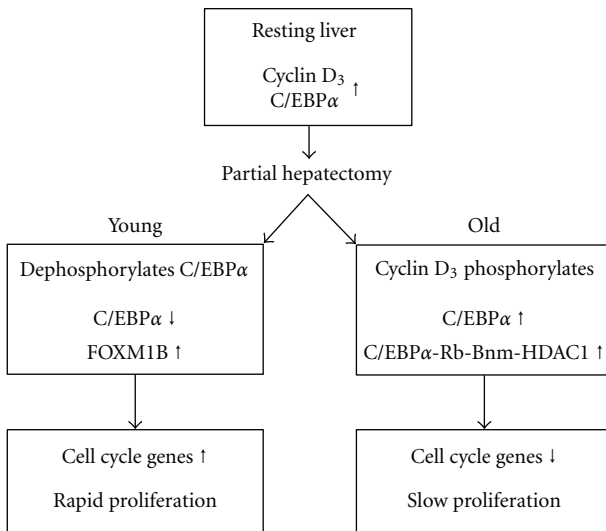 Resting liver
Cyclin D₃
C/EBPα ↑
Partial hepatectomy
Young
Dephosphorylates C/EBPα
C/EBPα ↓
FOXM1B ↑
Cell cycle genes ↑
Rapid proliferation
Old
Cyclin D₃ phosphorylates
C/EBPα ↑
C/EBPα-Rb-Bnm-HDAC1 ↑
Cell cycle genes ↓
Slow proliferation